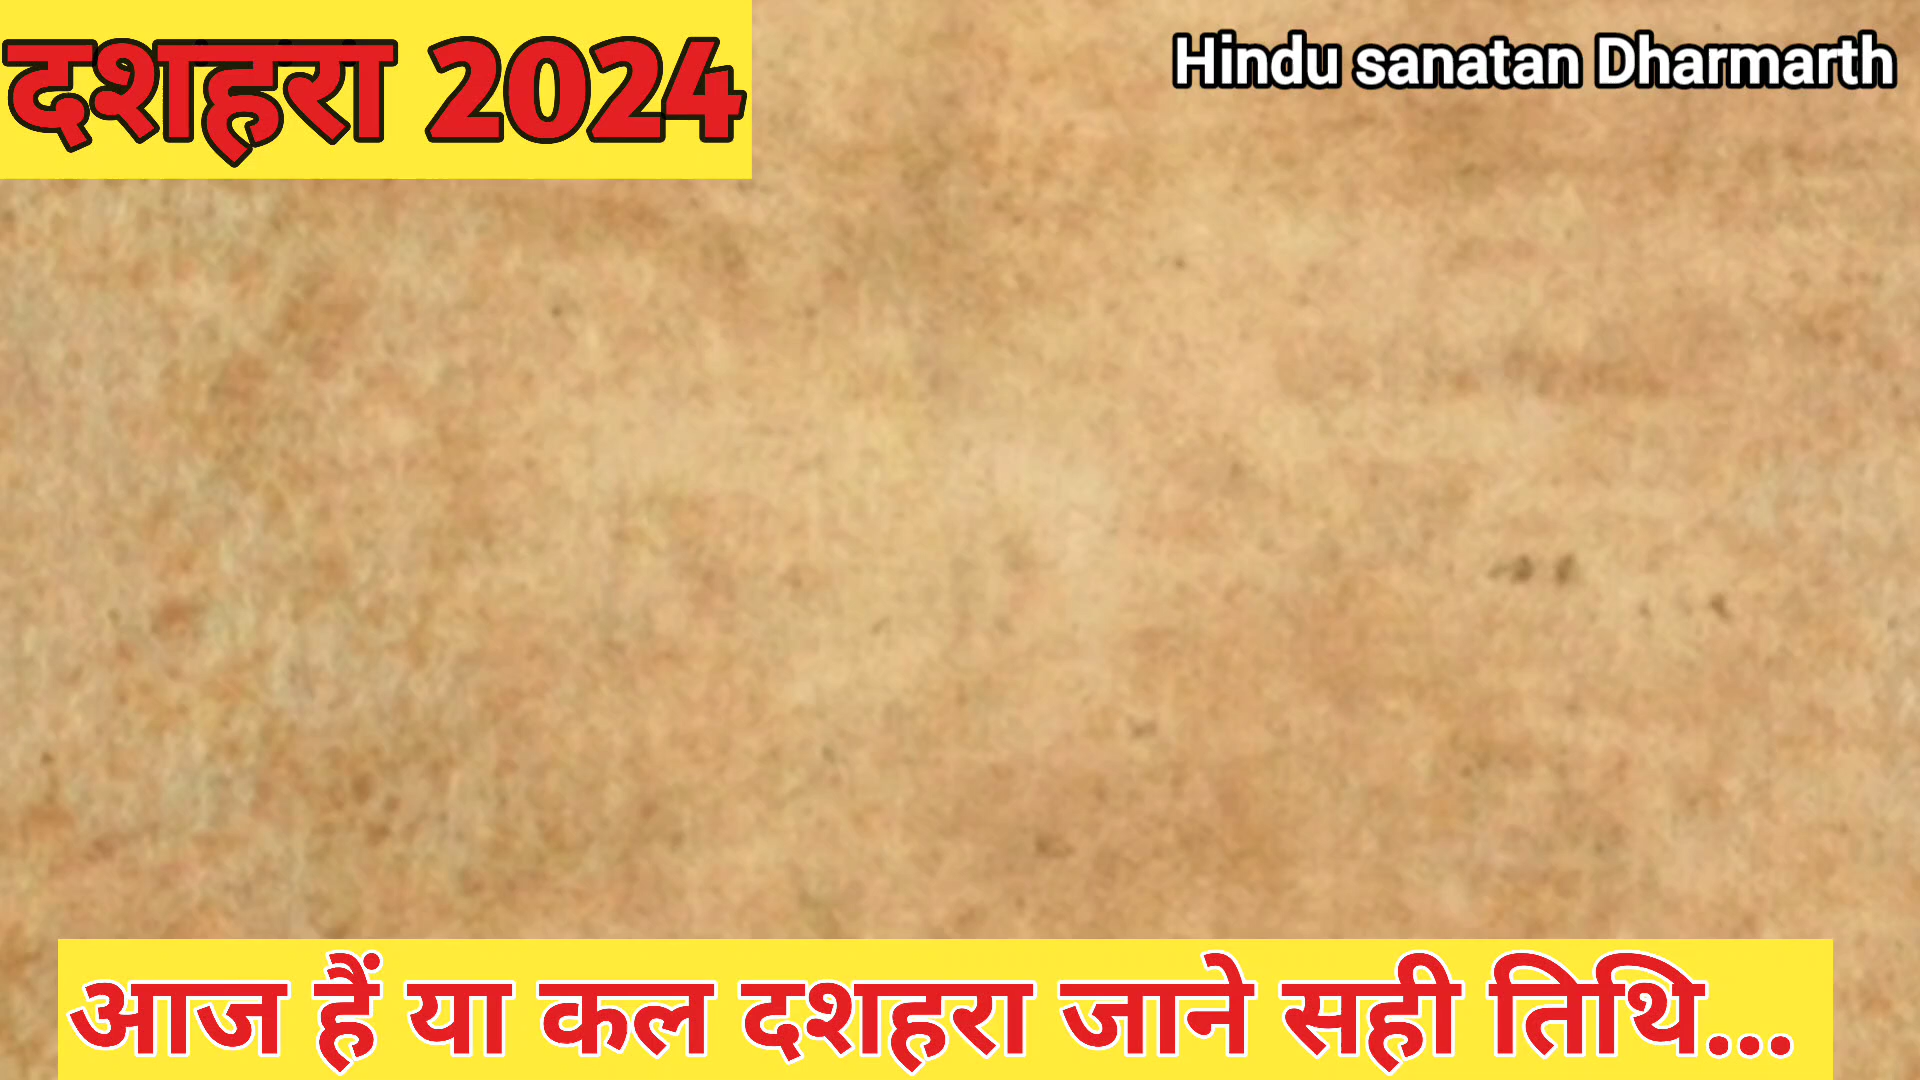 दशहरा 2024
Hindu sanatan Dharmarth
आज हैं या कल दशहरा जाने सही तिथि...